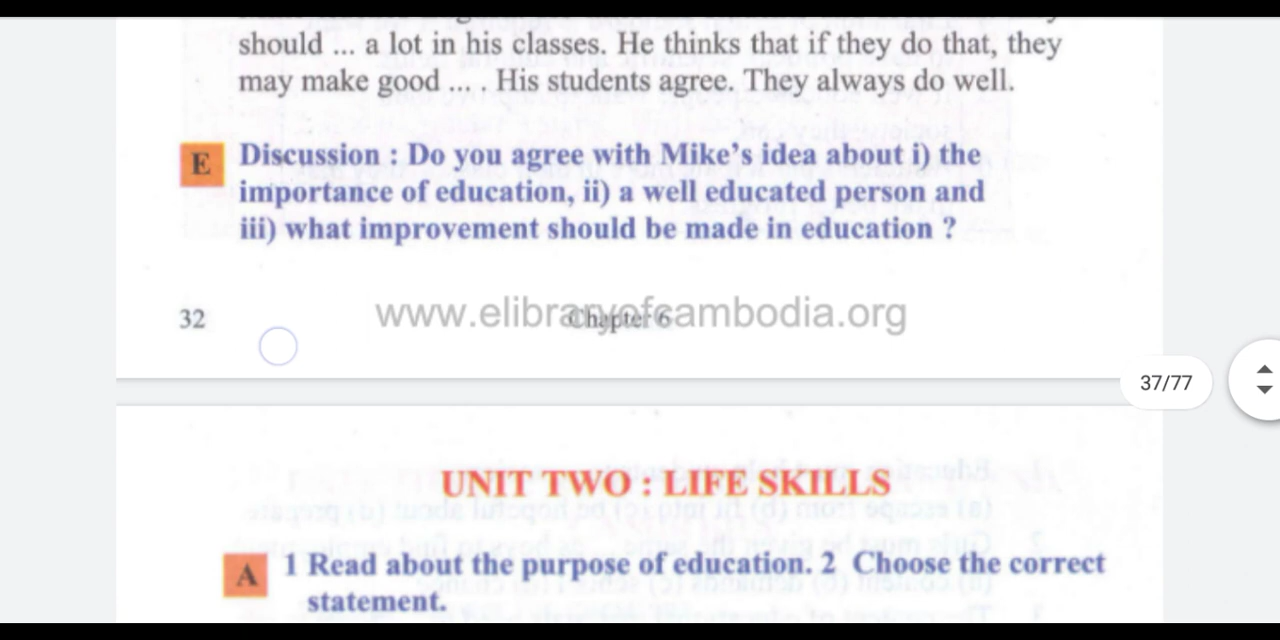 should ... a lot in his classes. He thinks that if they do that, they
may make good ... . His students agree. They always do well.
E Discussion : Do you agree with Mike's idea about i) the
importance of education, ii) a well educated person and
iii) what improvement should be made in education ?
32 Chapter 6
www.elibraryofcambodia.org
37/77
UNIT TWO : LIFE SKILLS
A 1 Read about the purpose of education. 2 Choose the correct
statement.